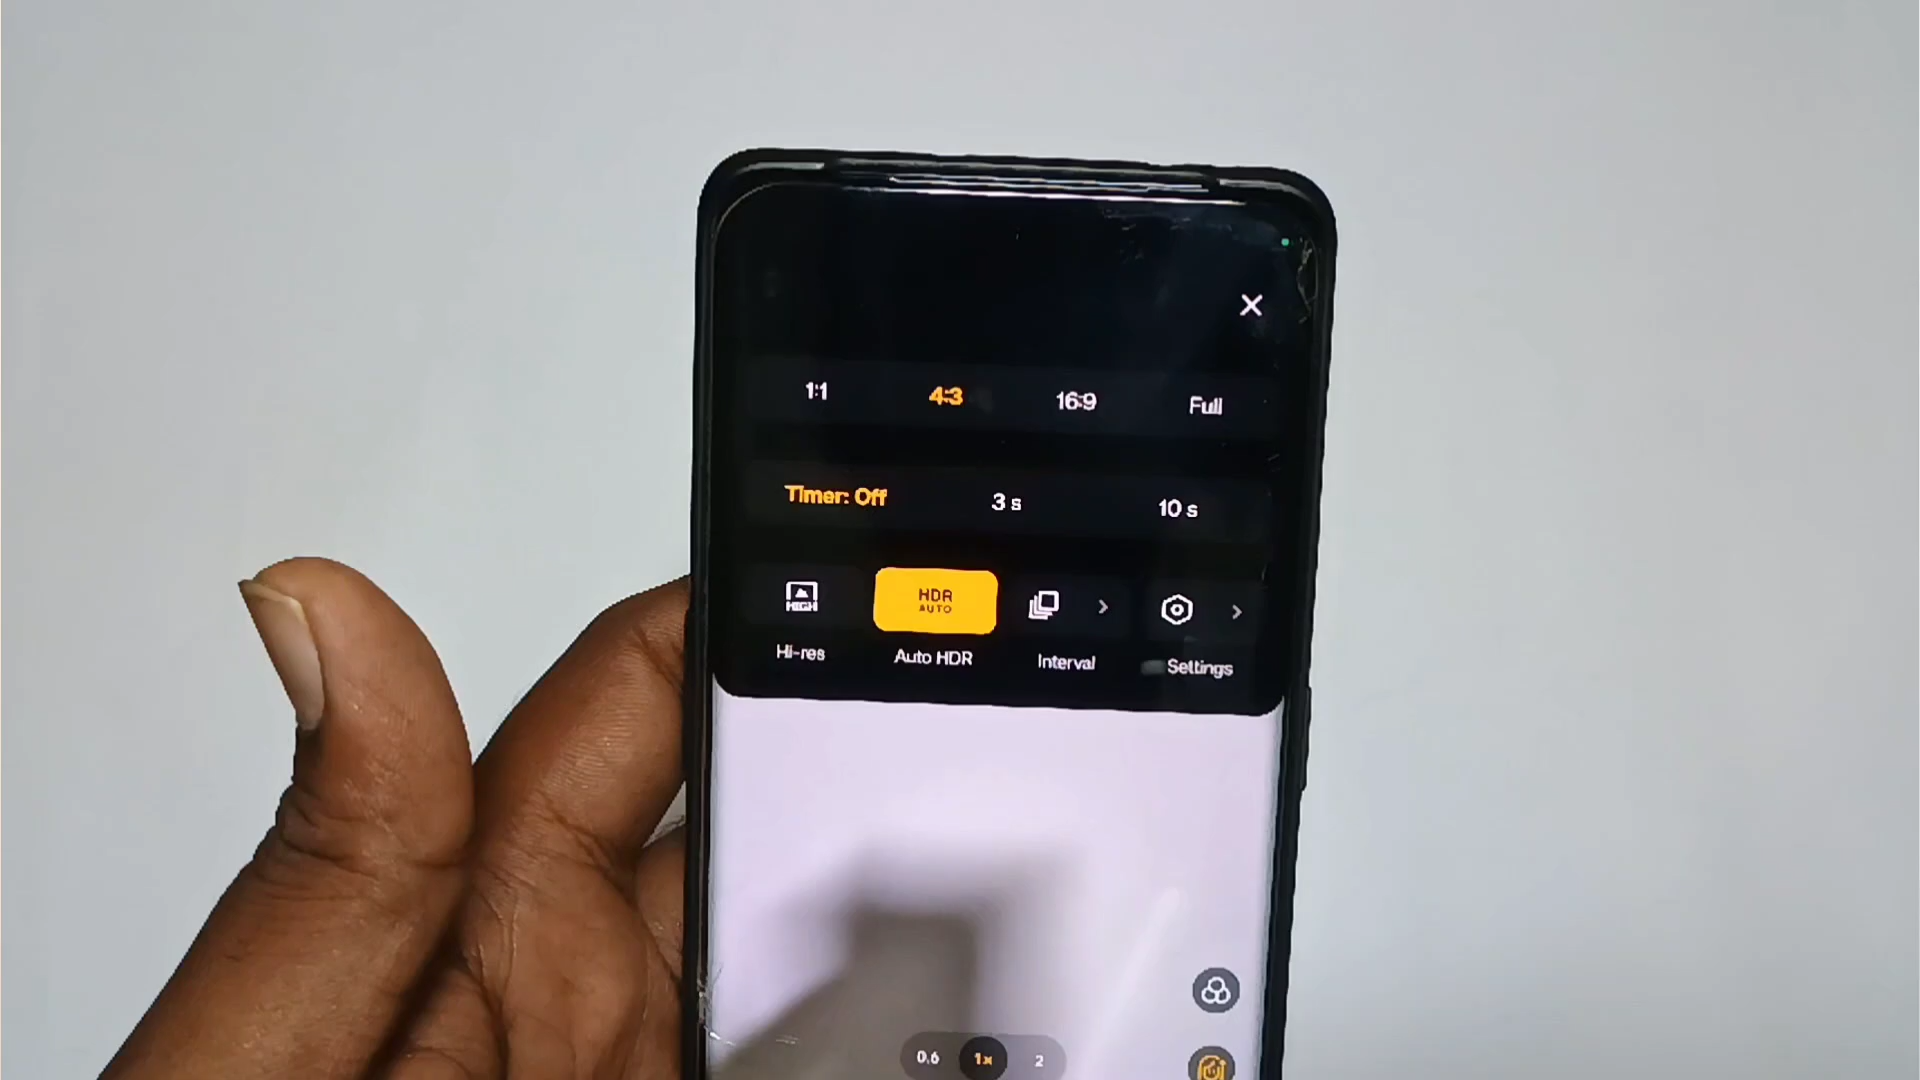 1:1 4:3 16:9 Full
Timer: Off 3 s 10 s
HIGH HDR AUTO
Hi-res Auto HDR Interval Settings
0.6 1x 2